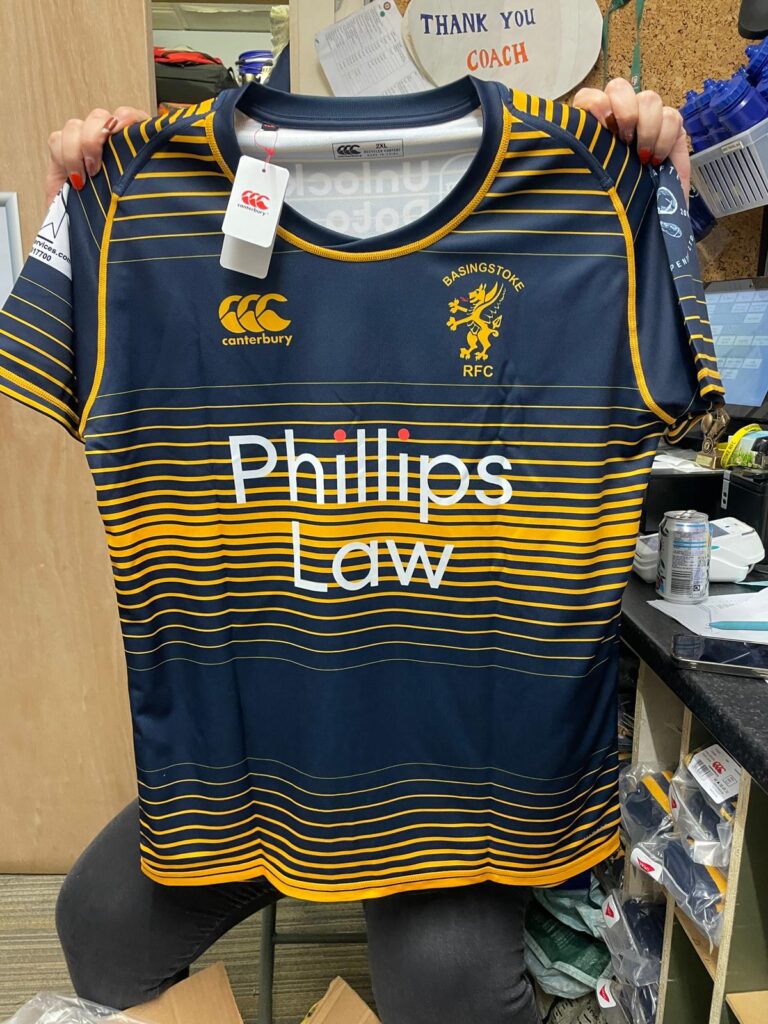 THANK YOU
COACH
2XL
canterbury
BASINGSTOKE
RFC
canterbury
Phillips
Law